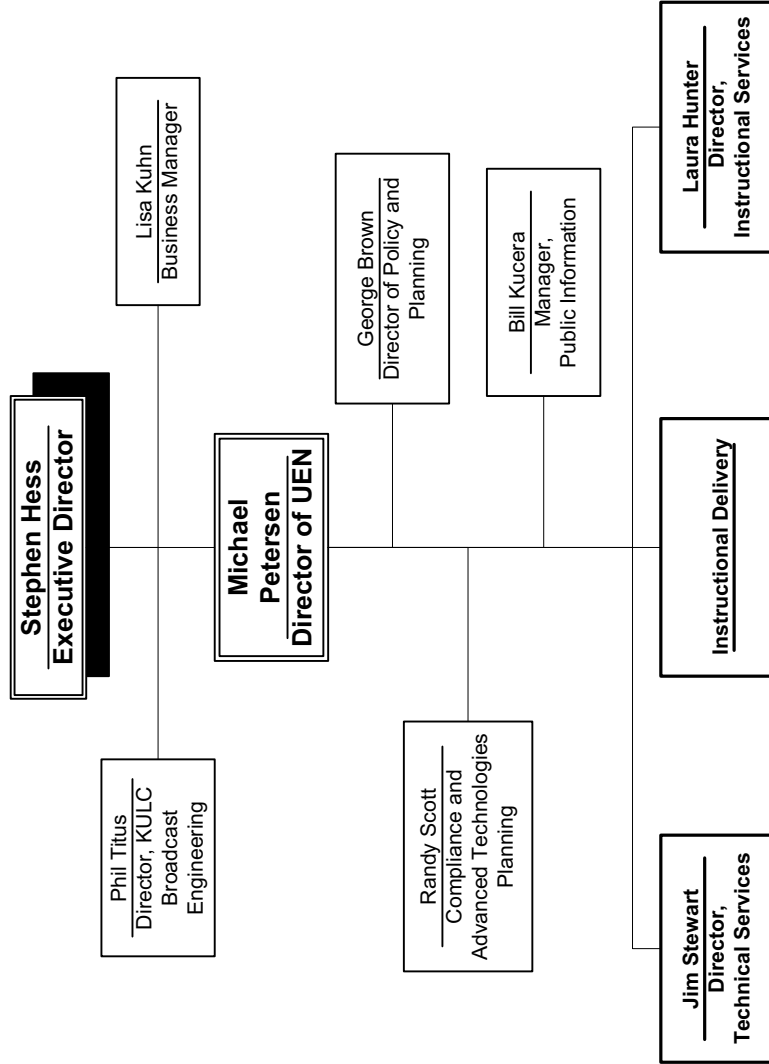 Stephen Hess
Executive Director
Phil Titus
Director, KULC
Broadcast
Engineering
Lisa Kuhn
Business Manager
Michael
Petersen
Director of UEN
George Brown
Director of Policy and
Planning
Randy Scott
Compliance and
Advanced Technologies
Planning
Bill Kucera
Manager,
Public Information
Jim Stewart
Director,
Technical Services
Instructional Delivery
Laura Hunter
Director,
Instructional Services